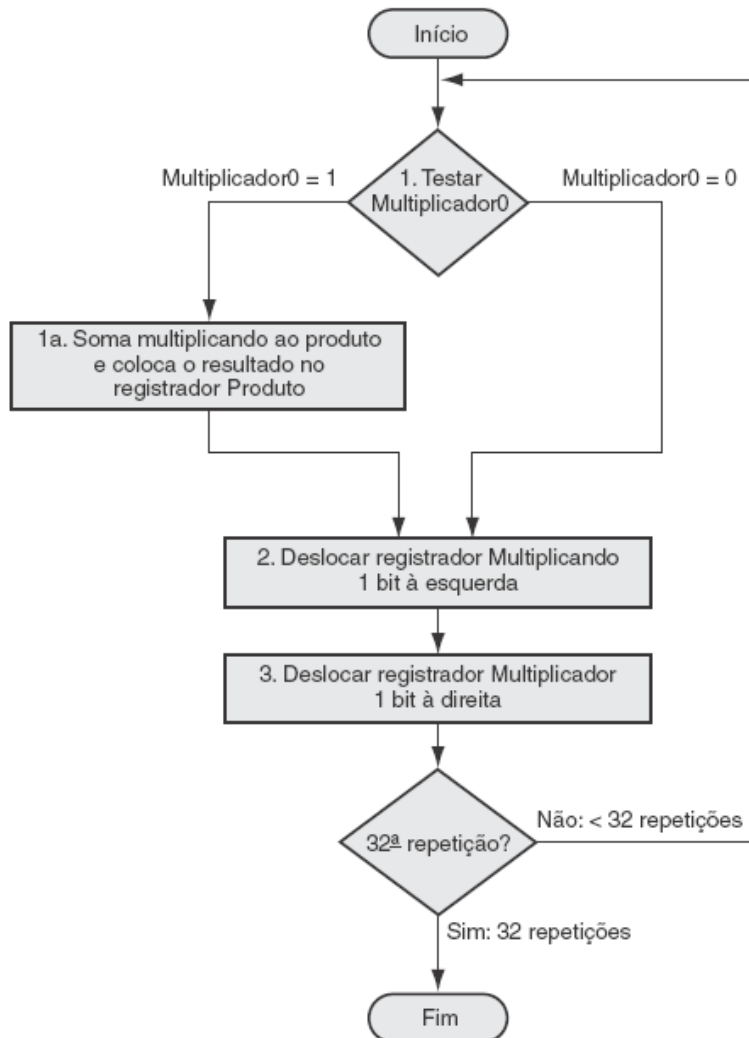 Início
Multiplicador0 = 1
1. Testar
Multiplicador0
Multiplicador0 = 0
1a. Soma multiplicando ao produto
e coloca o resultado no
registrador Produto
2. Deslocar registrador Multiplicando
1 bit à esquerda
3. Deslocar registrador Multiplicador
1 bit à direita
32ª repetição?
Não: < 32 repetições
Sim: 32 repetições
Fim